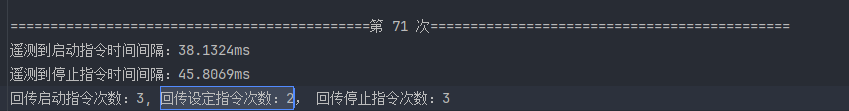 ============================================第 71 次============================================
遥测到启动指令时间间隔：38.1324ms
遥测到停止指令时间间隔：45.8069ms
回传启动指令次数：3, 回传设定指令次数：2， 回传停止指令次数：3